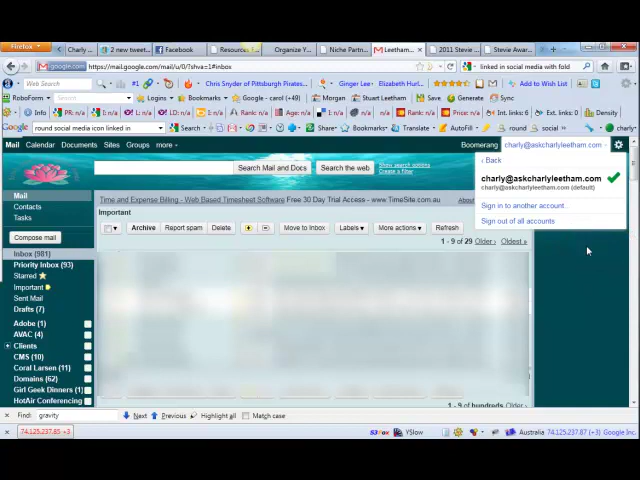 Firefox
Charly ... 2 new tweet... Facebook Resources f... Organize Y... Niche Partn... Leetham... 2011 Stevie ... Stevie Awar...
google.com https://mail.google.com/mail/u/0/?shva=1#inbox linked in social media with fold
Web Search Search Chris Snyder of Pittsburgh Pirates... Ginger Lee- Elizabeth Hurl... Add to Wish List
RoboForm Search Logins Bookmarks Google - carol (+49) Morgan Stuart Leetham Save Generate Sync
PR: n/a I: n/a L: n/a LD: n/a I: n/a Rank: n/a Age: n/a I: n/a Int. links: 0 Ext. links: 0 Density
Google round social media icon linked in Search Share Bookmarks Translate AutoFill round social charly
Mail Calendar Documents Sites Groups More Boomerang charly@askcharlyleetham.com
‹ Back
charly@askcharlyleetham.com
charly@askcharlyleetham.com (default)
Sign in to another account...
Sign out of all accounts
Search Mail and Docs Search the web Show search options
Create a filter
Mail
Contacts
Tasks
Compose mail
Inbox (981)
Priority Inbox (93)
Starred
Important
Sent Mail
Drafts (7)
Adobe (1)
AVAC (4)
Clients
CMS (10)
Coral Larsen (11)
Domains (62)
Girl Geek Dinners (1)
HotAir Conferencing
Time and Expense Billing - Web Based Timesheet Software Free 30 Day Trial Access - www.TimeSite.com.au
Important
Archive Report spam Delete Move to Inbox Labels More actions Refresh
1 - 9 of 29 Older › Oldest »
1 - 9 of hundreds Older ›
Find: gravity Next Previous Highlight all Match case
74.125.237.85 -+3 YSlow Australia 74.125.237.87 (+3) Google Inc.